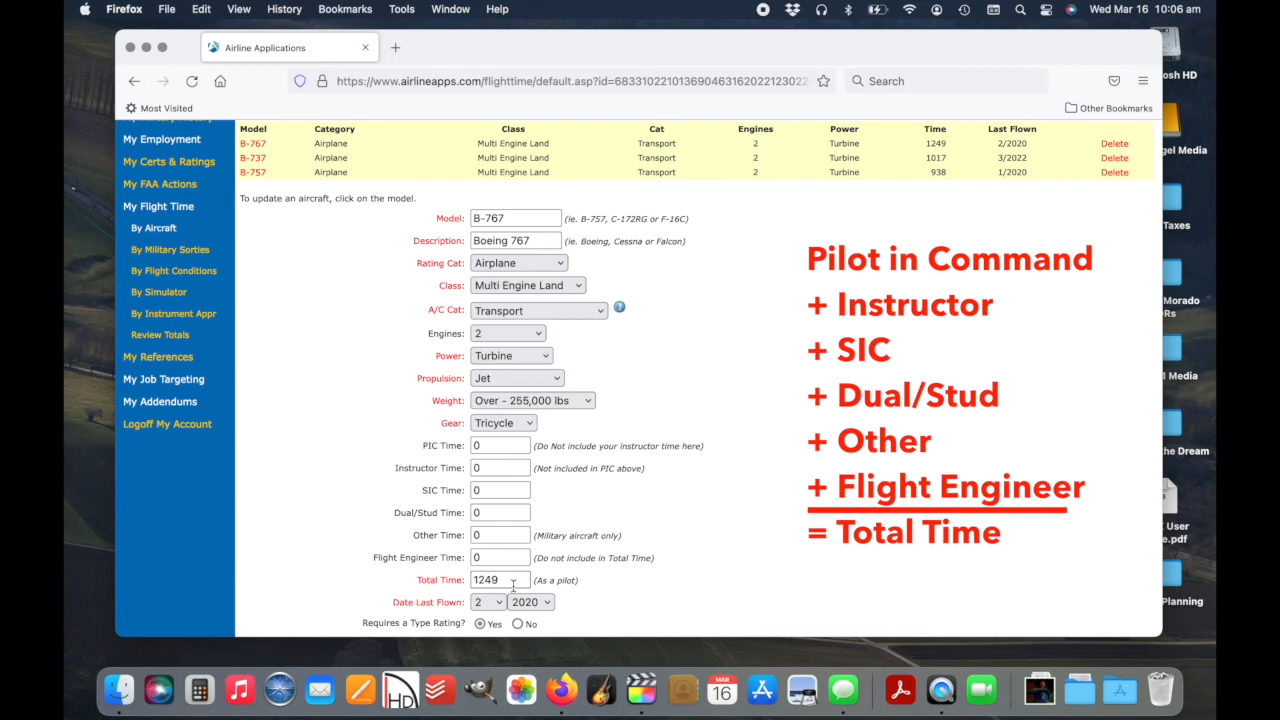 Firefox File Edit View History Bookmarks Tools Window Help Wed Mar 16 10:06 am
Airline Applications
https://www.airlineapps.com/flighttime/default.asp?id=68331022101369046316202212302 Search
Most Visited Other Bookmarks
Model Category Class Cat Engines Power Time Last Flown
B-767 Airplane Multi Engine Land Transport 2 Turbine 1249 2/2020 Delete
B-737 Airplane Multi Engine Land Transport 2 Turbine 1017 3/2022 Delete
B-757 Airplane Multi Engine Land Transport 2 Turbine 938 1/2020 Delete
My Employment
My Certs & Ratings
My FAA Actions
My Flight Time
By Aircraft
By Military Sorties
By Flight Conditions
By Simulator
By Instrument Appr
Review Totals
My References
My Job Targeting
My Addendums
Logoff My Account
To update an aircraft, click on the model.
Model: B-767 (ie. B-757, C-172RG or F-16C)
Description: Boeing 767 (ie. Boeing, Cessna or Falcon)
Rating Cat: Airplane
Class: Multi Engine Land
A/C Cat: Transport ?
Engines: 2
Power: Turbine
Propulsion: Jet
Weight: Over - 255,000 lbs
Gear: Tricycle
PIC Time: 0 (Do Not include your instructor time here)
Instructor Time: 0 (Not included in PIC above)
SIC Time: 0
Dual/Stud Time: 0
Other Time: 0 (Military aircraft only)
Flight Engineer Time: 0 (Do not include in Total Time)
Total Time: 1249 (As a pilot)
Date Last Flown: 2 2020
Requires a Type Rating? Yes No
Pilot in Command
+ Instructor
+ SIC
+ Dual/Stud
+ Other
+ Flight Engineer
= Total Time
osh HD
gel Media
Taxes
Morado
Rs
Media
the Dream
User
e.pdf
Planning
HD
MAR
16